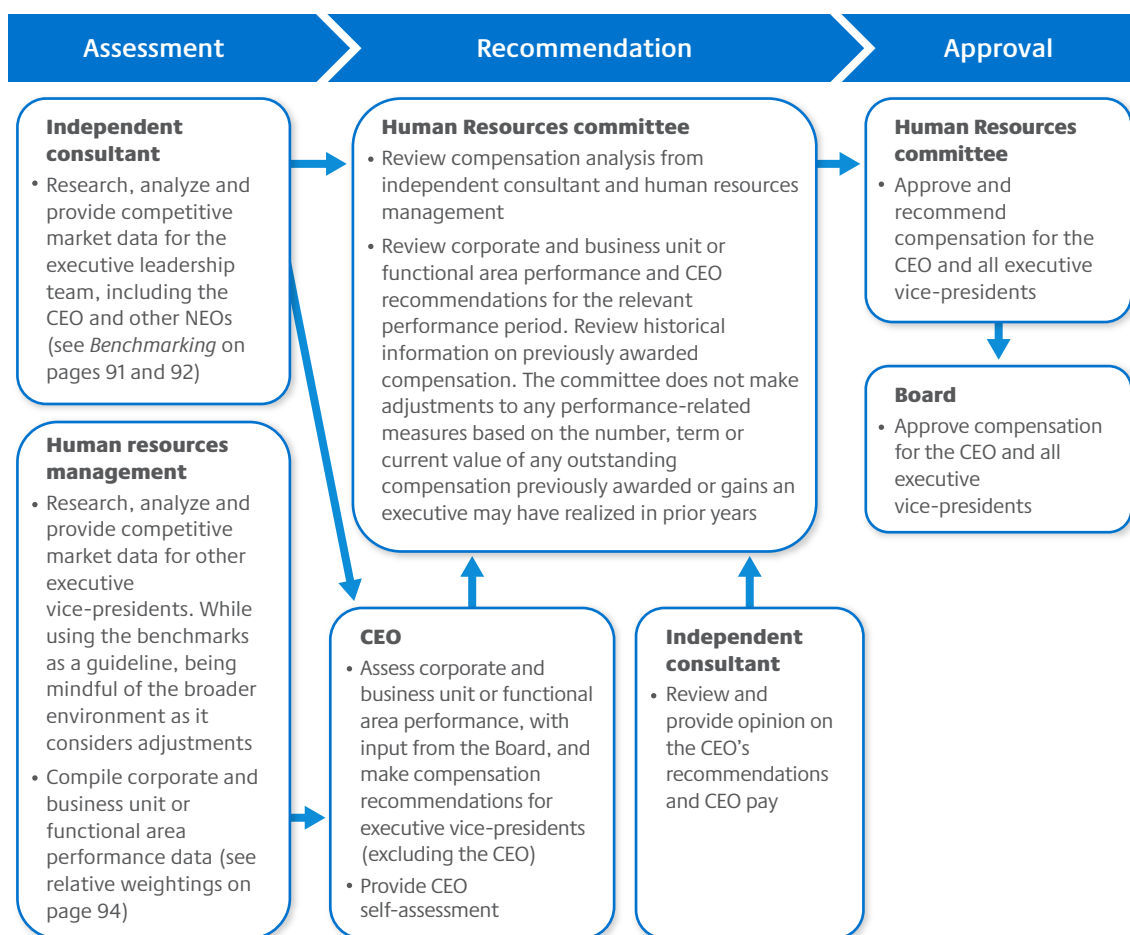 Assessment
Recommendation
Approval
Independent
consultant
• Research, analyze and
provide competitive
market data for the
executive leadership
team, including the
CEO and other NEOs
(see Benchmarking on
pages 91 and 92)
Human resources
management
• Research, analyze and
provide competitive
market data for other
executive
vice-presidents. While
using the benchmarks
as a guideline, being
mindful of the broader
environment as it
considers adjustments
• Compile corporate and
business unit or
functional area
performance data (see
relative weightings on
page 94)
Human Resources committee
• Review compensation analysis from
independent consultant and human resources
management
• Review corporate and business unit or
functional area performance and CEO
recommendations for the relevant
performance period. Review historical
information on previously awarded
compensation. The committee does not make
adjustments to any performance-related
measures based on the number, term or
current value of any outstanding
compensation previously awarded or gains an
executive may have realized in prior years
CEO
• Assess corporate and
business unit or functional
area performance, with
input from the Board, and
make compensation
recommendations for
executive vice-presidents
(excluding the CEO)
• Provide CEO
self-assessment
Independent
consultant
• Review and
provide opinion on
the CEO's
recommendations
and CEO pay
Human Resources
committee
• Approve and
recommend
compensation for the
CEO and all executive
vice-presidents
Board
• Approve compensation
for the CEO and all
executive
vice-presidents